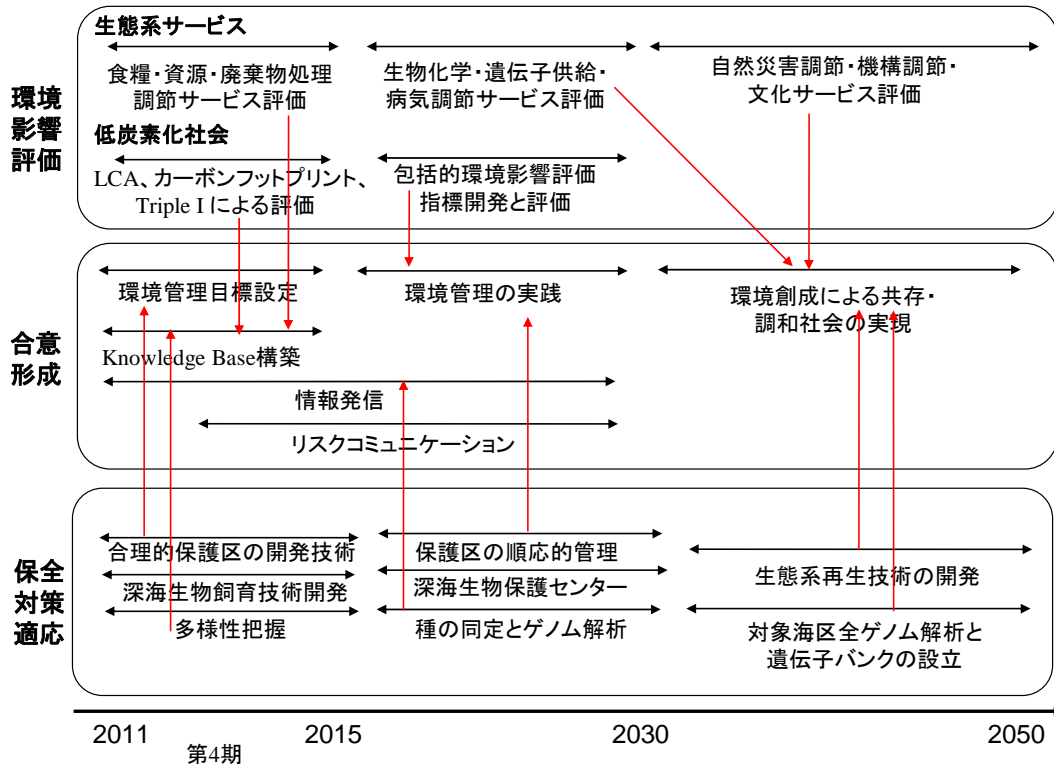 環境
影響
評価
生態系サービス
食糧・資源・廃棄物処理
調節サービス評価
生物化学・遺伝子供給・
病気調節サービス評価
自然災害調節・機構調節・
文化サービス評価
低炭素化社会
LCA、カーボンフットプリント、
Triple I による評価
包括的環境影響評価
指標開発と評価
合意
形成
環境管理目標設定
環境管理の実践
環境創成による共存・
調和社会の実現
Knowledge Base構築
情報発信
リスクコミュニケーション
保全
対策
適応
合理的保護区の開発技術
保護区の順応的管理
生態系再生技術の開発
深海生物飼育技術開発
深海生物保護センター
多様性把握
種の同定とゲノム解析
対象海区全ゲノム解析と
遺伝子バンクの設立
2011
2015
2030
2050
第4期